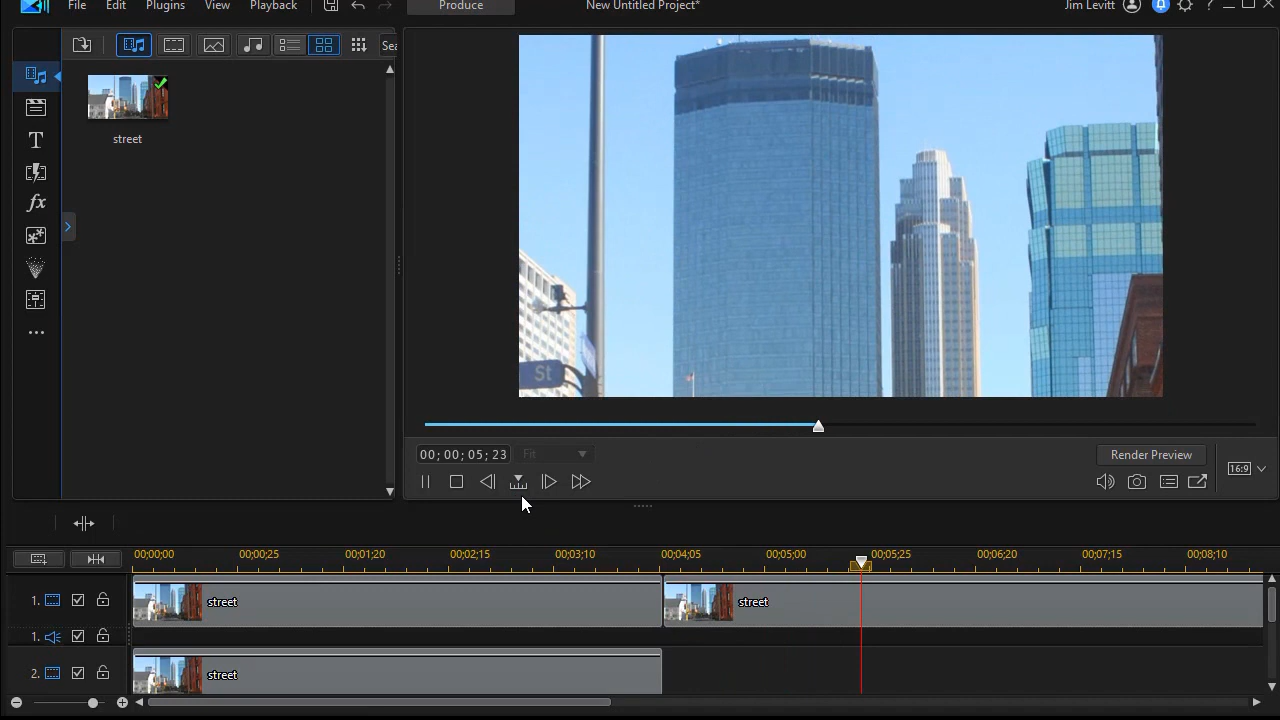 File Edit Plugins View Playback Produce New Untitled Project* Jim Levitt ?
Sea
street
St
00; 00; 05; 23 Fit Render Preview 16:9
00;00;00 00;00;25 00;01;20 00;02;15 00;03;10 00;04;05 00;05;00 00;05;25 00;06;20 00;07;15 00;08;10
1. street street
1.
2. street